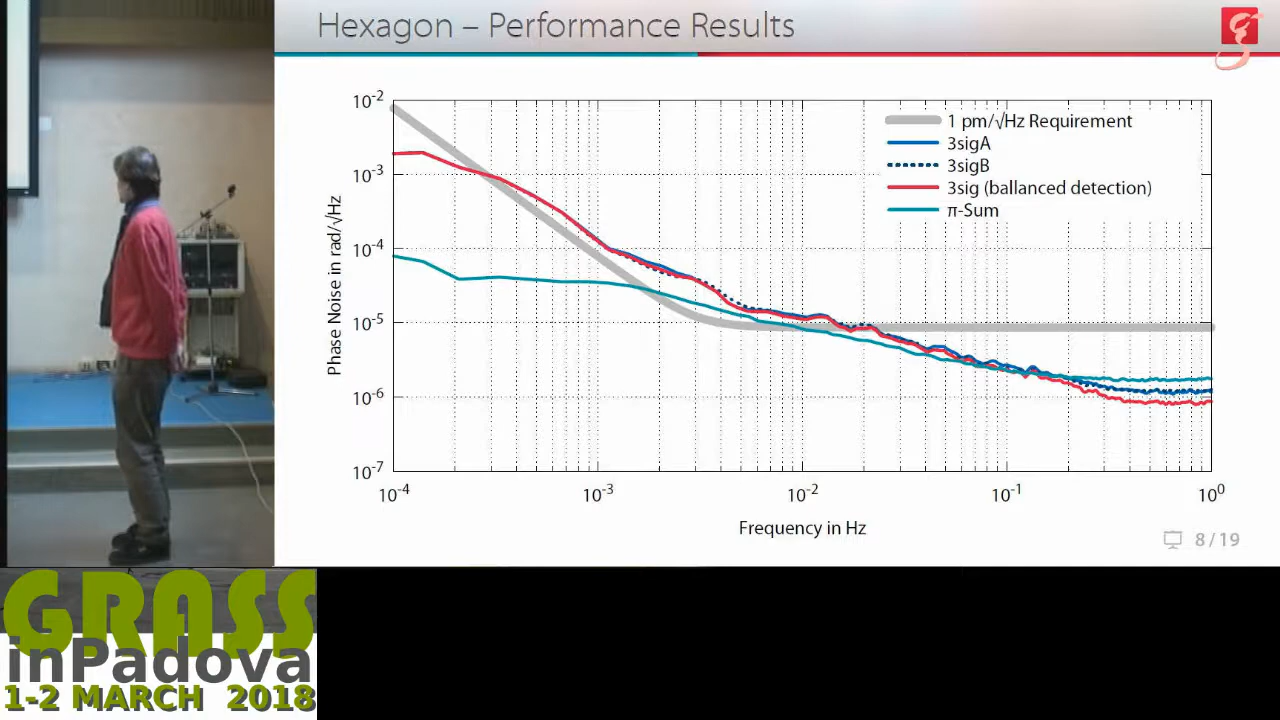 Hexagon – Performance Results
10-2
10-3
10-4
10-5
10-6
10-7
Phase Noise in rad/√Hz
1 pm/√Hz Requirement
3sigA
3sigB
3sig (ballanced detection)
π-Sum
10-4
10-3
10-2
10-1
100
Frequency in Hz
8 / 19
GRASS
inPadova
1-2 MARCH 2018